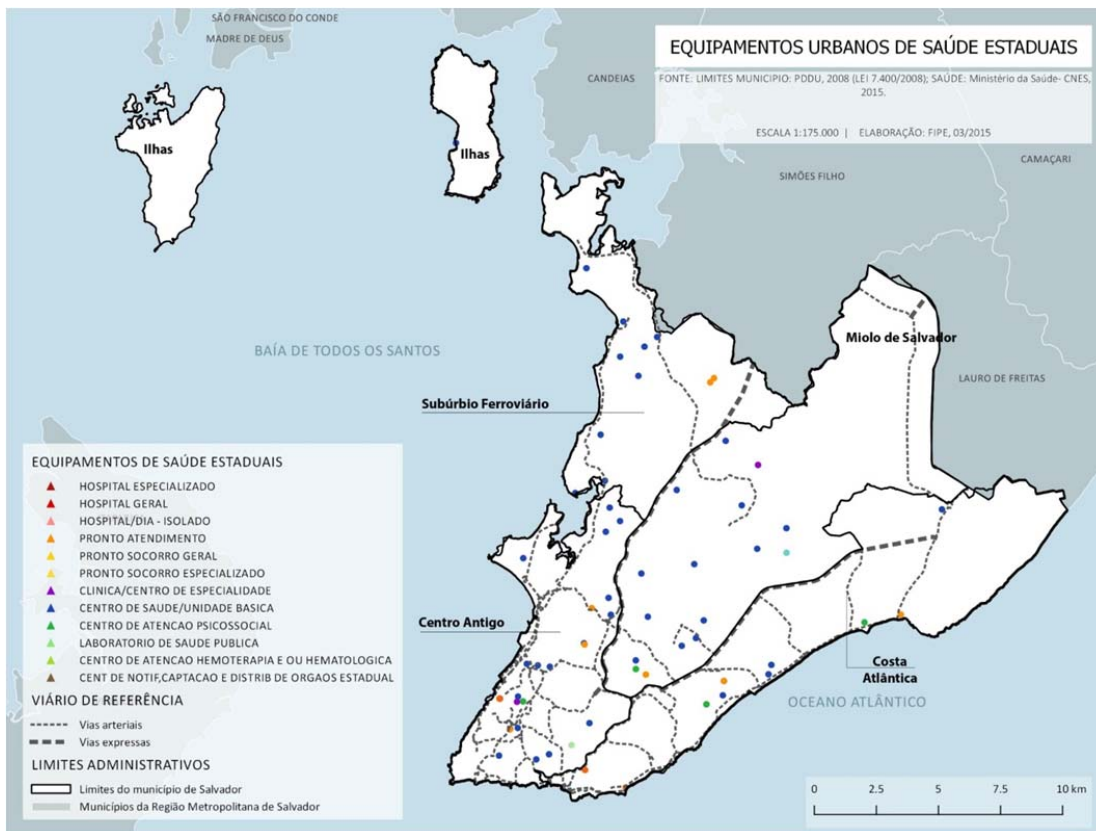 SÃO FRANCISCO DO CONDE
MADRE DE DEUS
CANDEIAS
EQUIPAMENTOS URBANOS DE SAÚDE ESTADUAIS
FONTE: LIMITES MUNICIPIO: PDDU, 2008 (LEI 7.400/2008); SAÚDE: Ministério da Saúde- CNES,
2015.
ESCALA 1:175.000 | ELABORAÇÃO: FIPE, 03/2015
Ilhas
Ilhas
CAMAÇARI
SIMÕES FILHO
BAÍA DE TODOS OS SANTOS
Miolo de Salvador
LAURO DE FREITAS
Subúrbio Ferroviário
Centro Antigo
Costa
Atlântica
OCEANO ATLÂNTICO
EQUIPAMENTOS DE SAÚDE ESTADUAIS
HOSPITAL ESPECIALIZADO
HOSPITAL GERAL
HOSPITAL/DIA - ISOLADO
PRONTO ATENDIMENTO
PRONTO SOCORRO GERAL
PRONTO SOCORRO ESPECIALIZADO
CLINICA/CENTRO DE ESPECIALIDADE
CENTRO DE SAUDE/UNIDADE BASICA
CENTRO DE ATENCAO PSICOSSOCIAL
LABORATORIO DE SAUDE PUBLICA
CENTRO DE ATENCAO HEMOTERAPIA E OU HEMATOLOGICA
CENT DE NOTIF,CAPTACAO E DISTRIB DE ORGAOS ESTADUAL
VIÁRIO DE REFERÊNCIA
Vias arteriais
Vias expressas
LIMITES ADMINISTRATIVOS
Limites do município de Salvador
Municípios da Região Metropolitana de Salvador
0 2.5 5 10 km